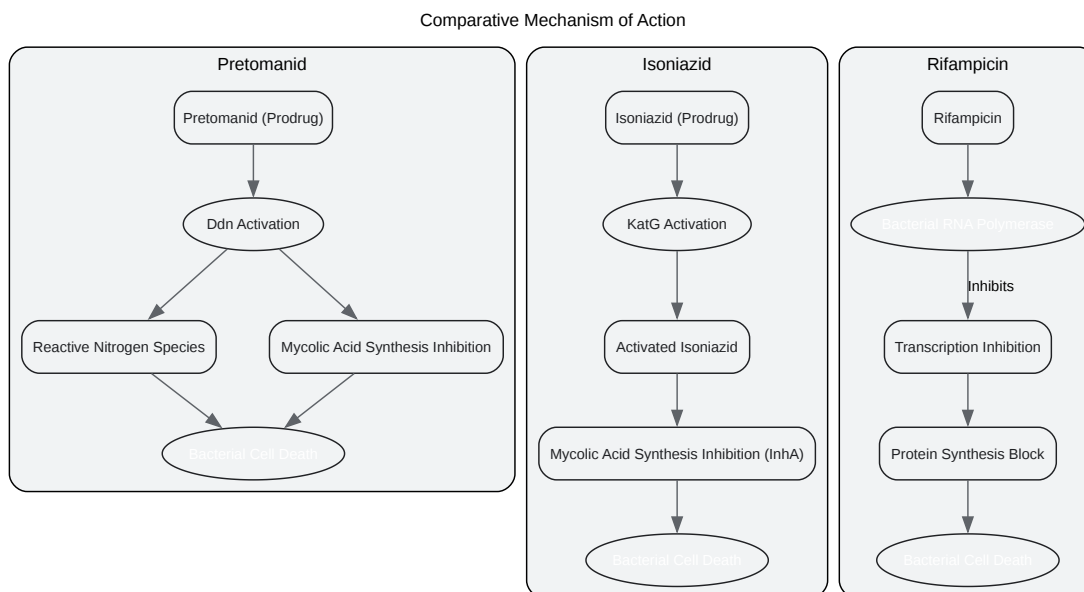 Comparative Mechanism of Action
Pretomanid
Pretomanid (Prodrug)
Ddn Activation
Reactive Nitrogen Species
Mycolic Acid Synthesis Inhibition
Bacterial Cell Death
Isoniazid
Isoniazid (Prodrug)
KatG Activation
Activated Isoniazid
Mycolic Acid Synthesis Inhibition (InhA)
Bacterial Cell Death
Rifampicin
Rifampicin
Bacterial RNA Polymerase
Inhibits
Transcription Inhibition
Protein Synthesis Block
Bacterial Cell Death